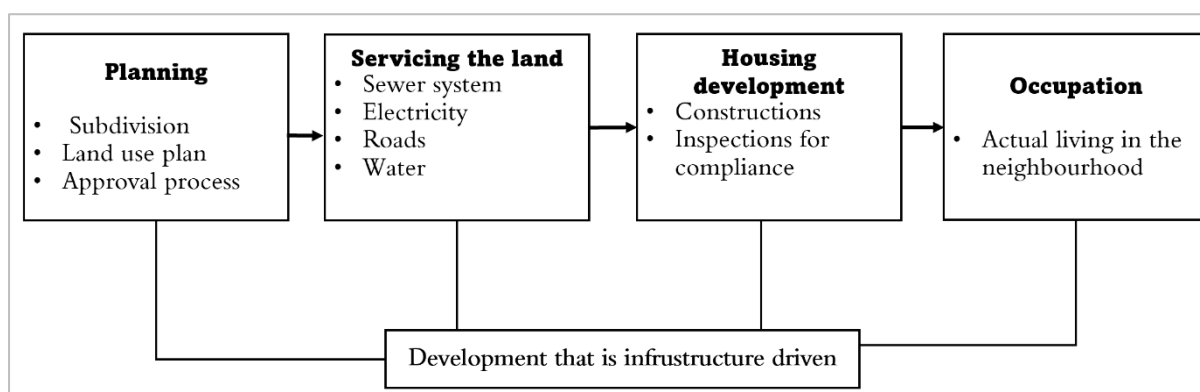 Planning
• Subdivision
• Land use plan
• Approval process
Servicing the land
• Sewer system
• Electricity
• Roads
• Water
Housing
development
• Constructions
• Inspections for
compliance
Occupation
• Actual living in the
neighbourhood
Development that is infrustructure driven